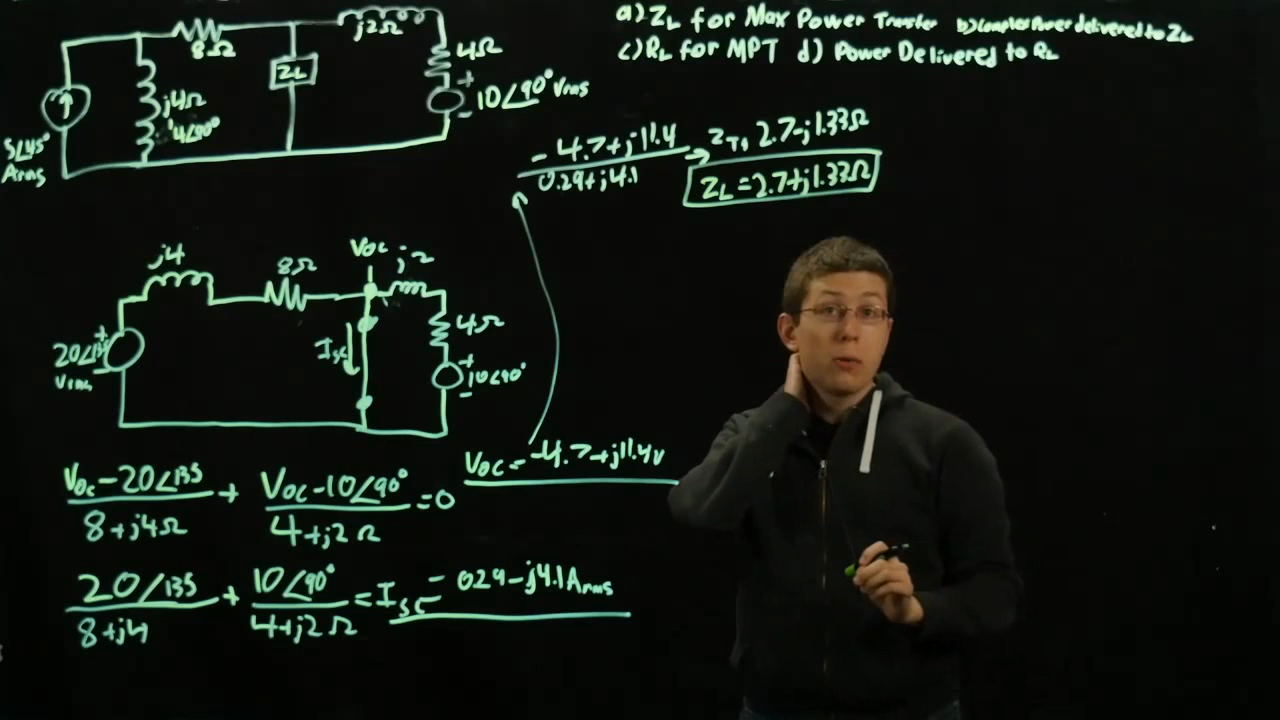 a) ZL for Max Power Transfer b) Complex Power delivered to ZL
c) RL for MPT d) Power Delivered to RL
8Ω
j2Ω
4Ω
ZL
j4Ω
4∠90°
+
10∠90° Vrms
-
5∠45°
Arms
-4.7+j11.4
0.29+j4.1
ZT, 2.7-j1.33Ω
ZL = 2.7+j1.33Ω
j4
8Ω
Voc
j2
4Ω
Isc
+
20∠135
Vrms
+
10∠90°
-
Voc = -4.7+j11.4V
Voc-20∠135 + Voc-10∠90° = 0
8+j4Ω 4+j2Ω
20∠135 + 10∠90° = Isc = 0.29-j4.1 Arms
8+j4 4+j2Ω